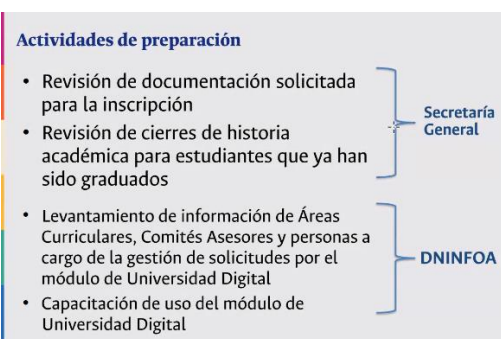 Actividades de preparación
• Revisión de documentación solicitada
para la inscripción
• Revisión de cierres de historia
académica para estudiantes que ya han
sido graduados
Secretaría
General
• Levantamiento de información de Áreas
Curriculares, Comités Asesores y personas a
cargo de la gestión de solicitudes por el
módulo de Universidad Digital
• Capacitación de uso del módulo de
Universidad Digital
DNINFOA